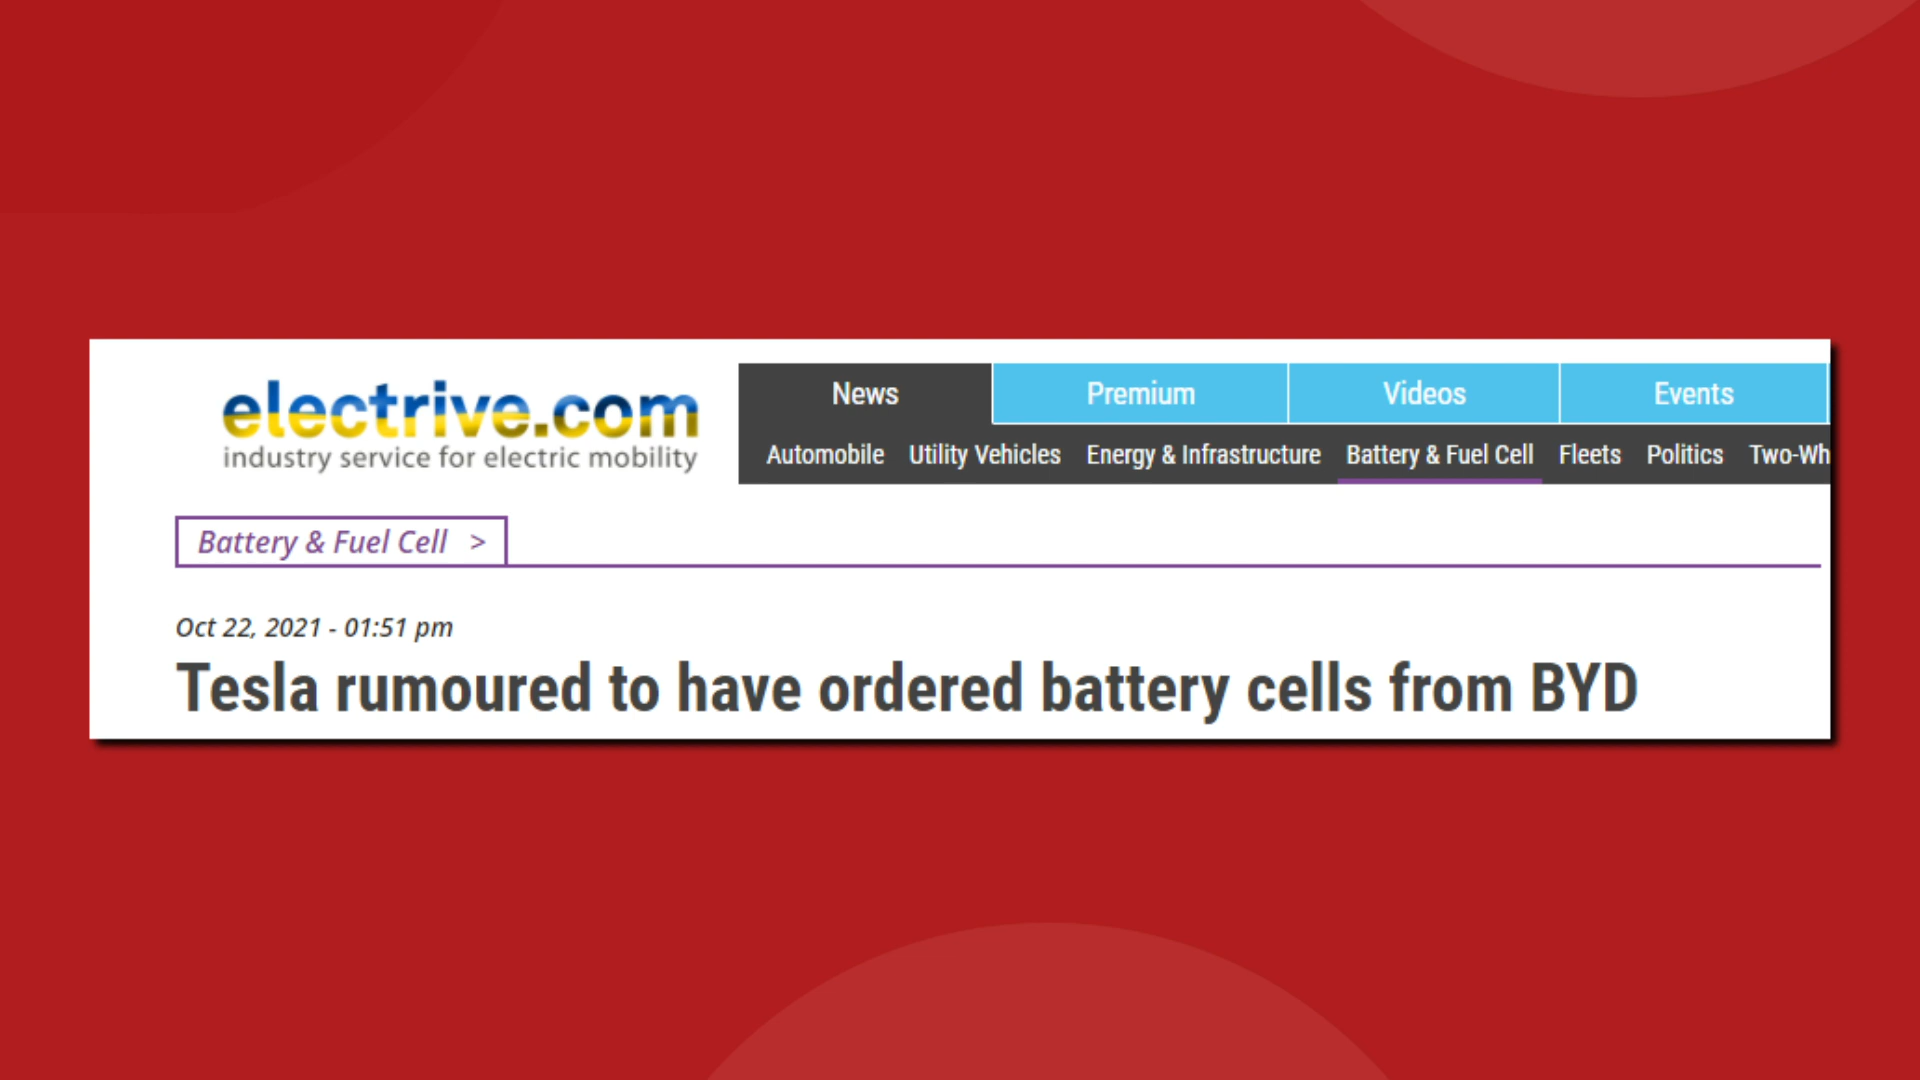 electrive.com
industry service for electric mobility
News Premium Videos Events
Automobile Utility Vehicles Energy & Infrastructure Battery & Fuel Cell Fleets Politics Two-Wh
Battery & Fuel Cell >
Oct 22, 2021 - 01:51 pm
Tesla rumoured to have ordered battery cells from BYD